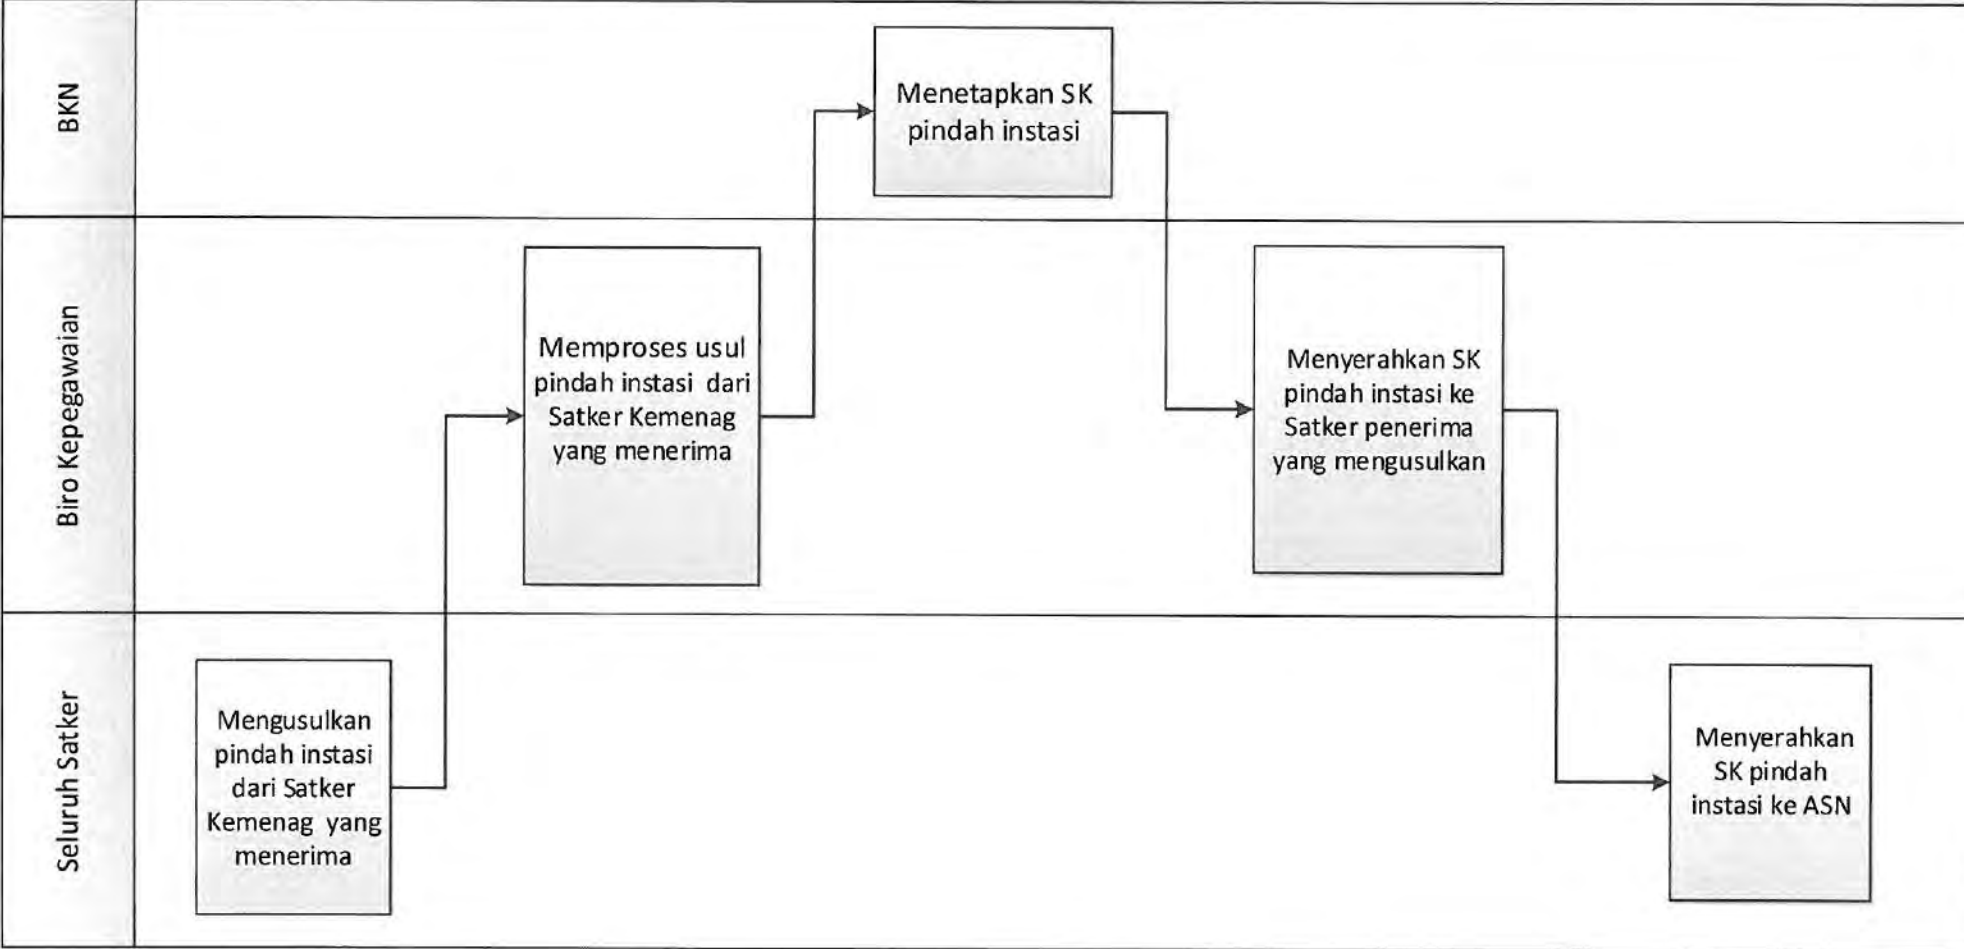 BKN
Menetapkan SK
pindah instasi
Biro Kepegawaian
Memproses usul
pindah instasi dari
Satker Kemenag
yang menerima
Menyerahkan SK
pindah instasi ke
Satker penerima
yang mengusulkan
Seluruh Satker
Mengusulkan
pindah instasi
dari Satker
Kemenag yang
menerima
Menyerahkan
SK pindah
instasi ke ASN